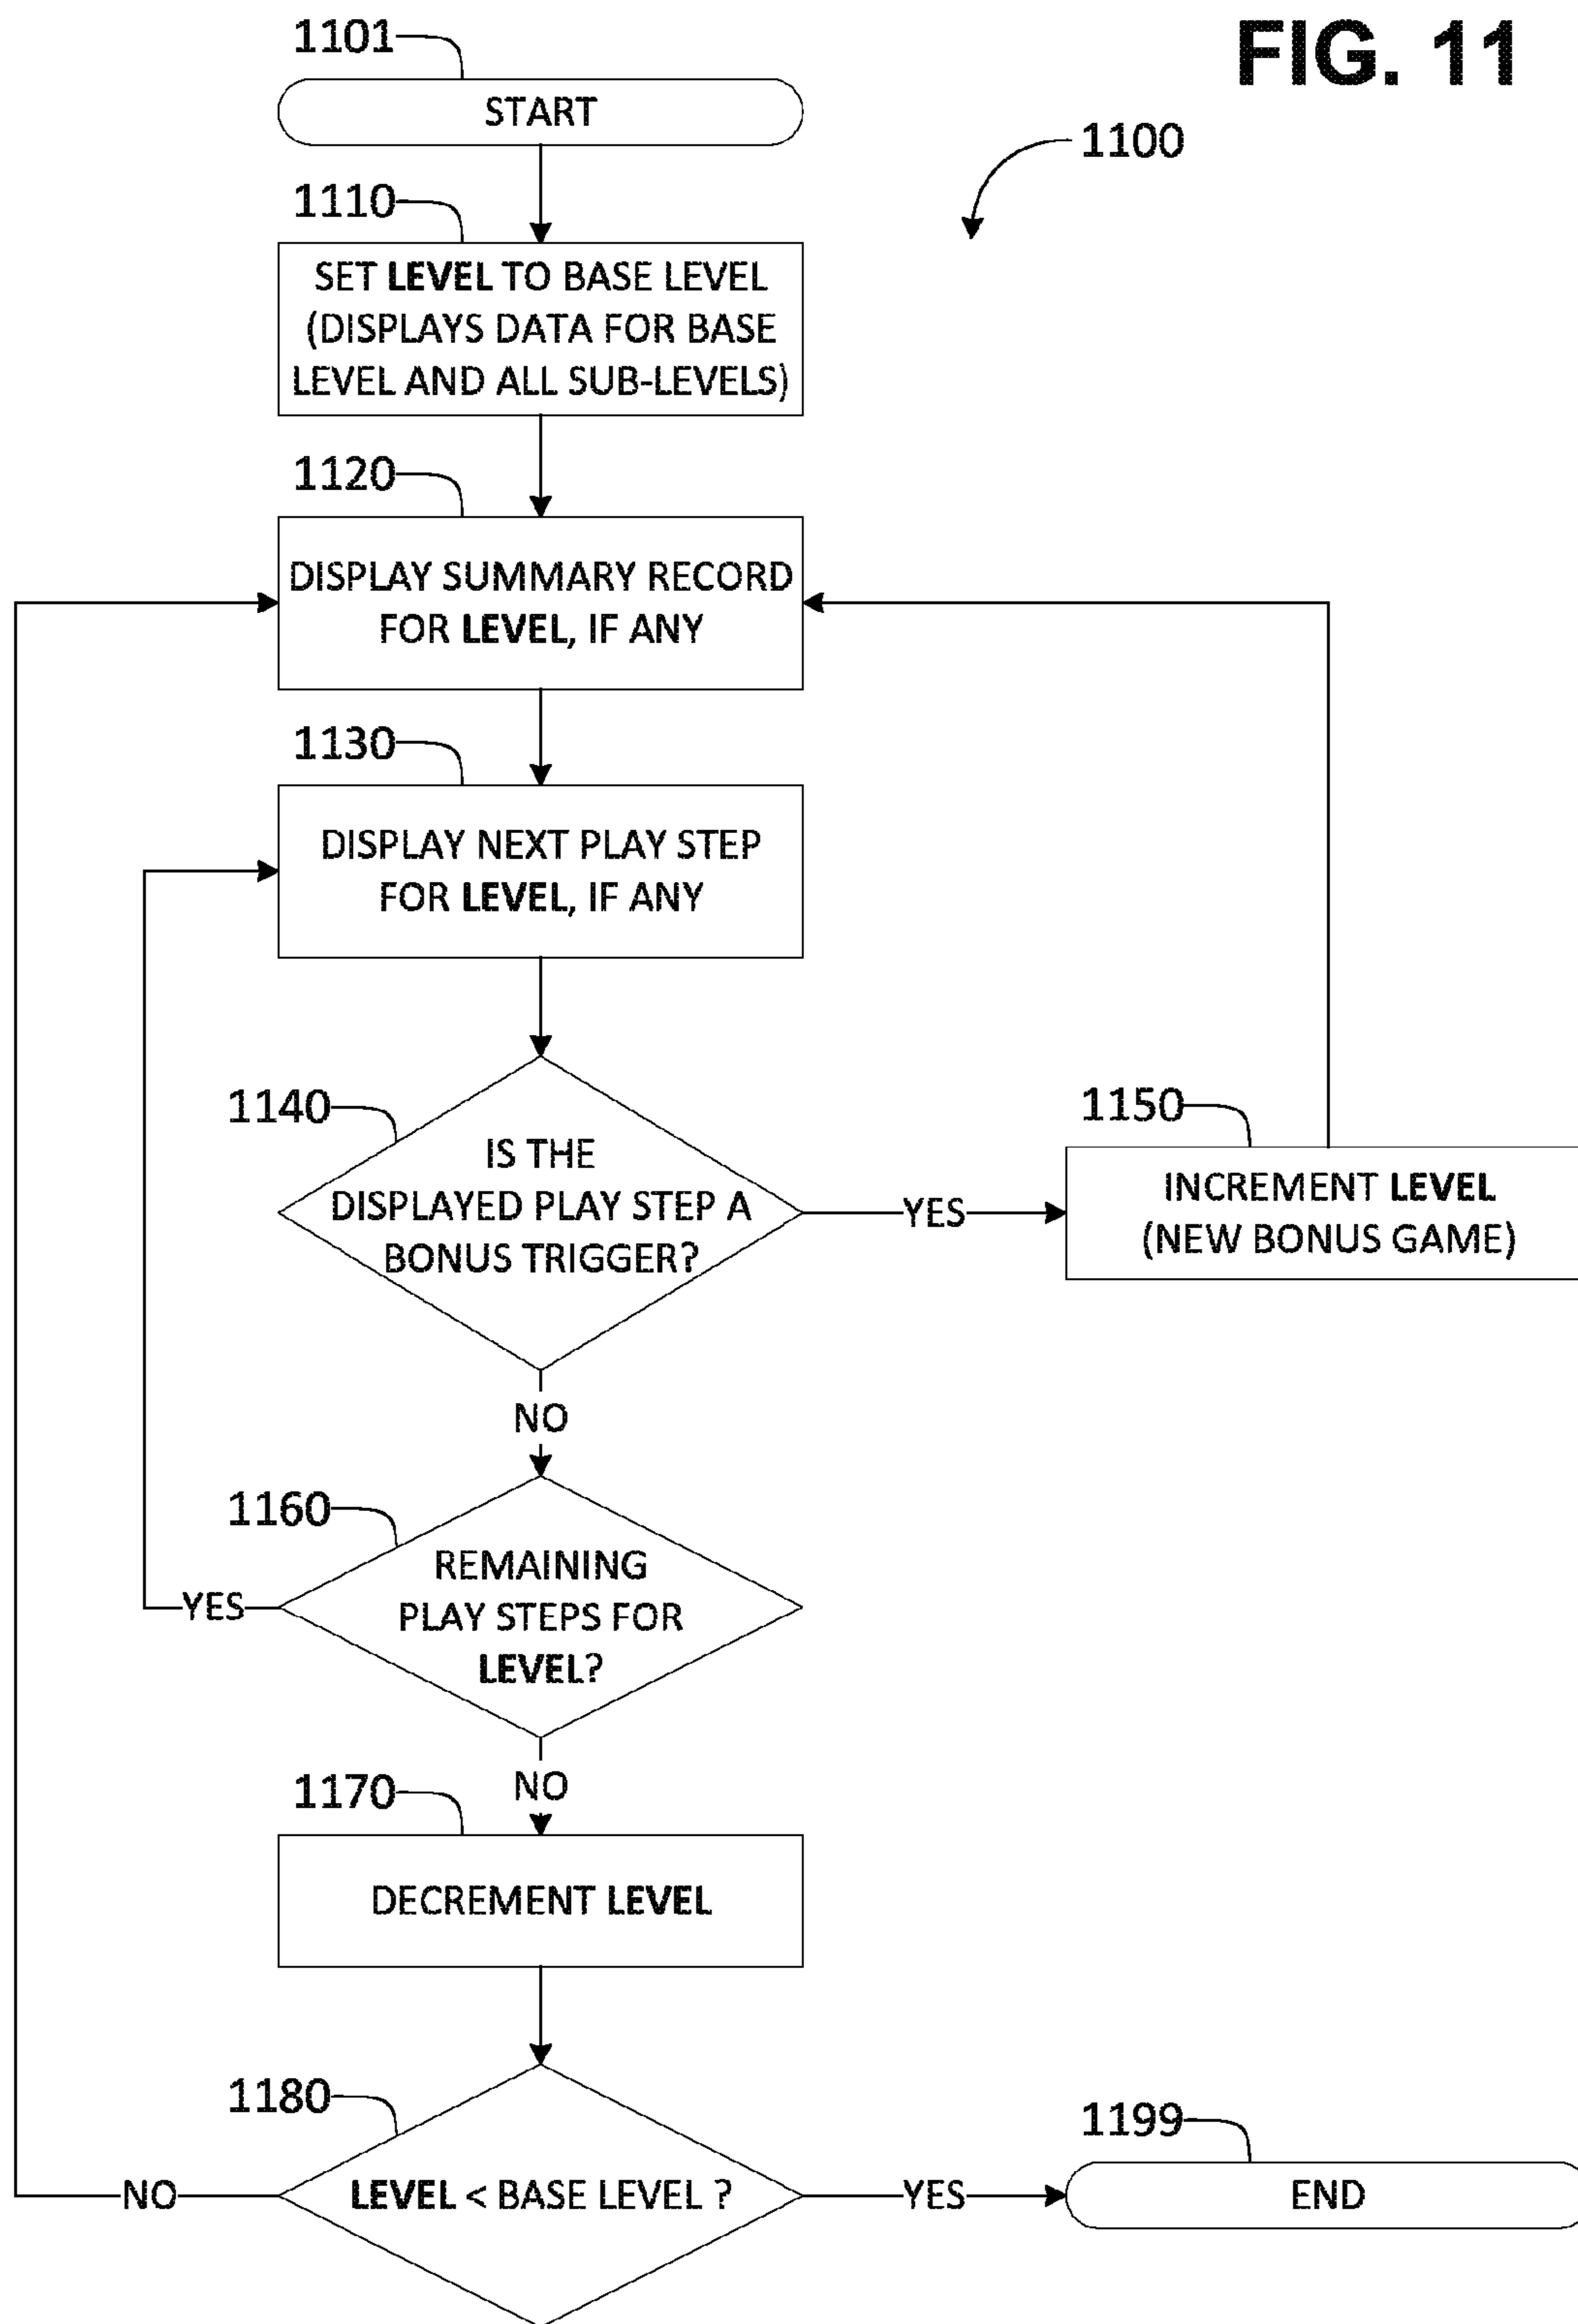 FIG. 11
1101
START
1100
1110
SET LEVEL TO BASE LEVEL
(DISPLAYS DATA FOR BASE
LEVEL AND ALL SUB-LEVELS)
1120
DISPLAY SUMMARY RECORD
FOR LEVEL, IF ANY
1130
DISPLAY NEXT PLAY STEP
FOR LEVEL, IF ANY
1140
IS THE
DISPLAYED PLAY STEP A
BONUS TRIGGER?
YES
1150
INCREMENT LEVEL
(NEW BONUS GAME)
NO
1160
REMAINING
PLAY STEPS FOR
LEVEL?
YES
NO
1170
DECREMENT LEVEL
1180
LEVEL < BASE LEVEL ?
NO
YES
1199
END